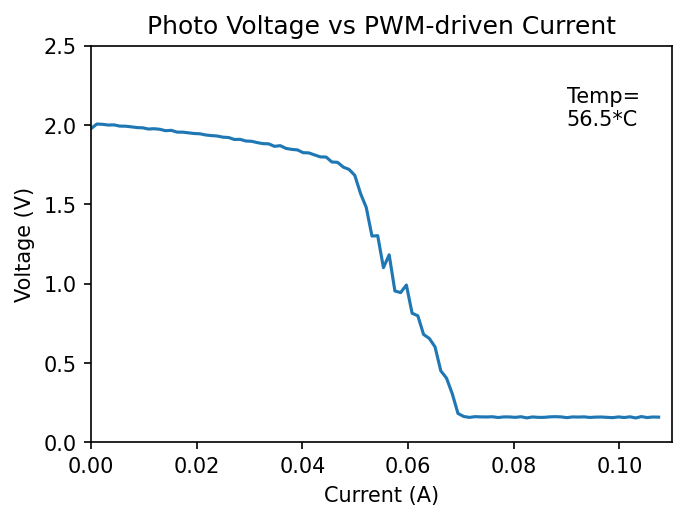 Photo Voltage vs PWM-driven Current
2.5
2.0
1.5
1.0
0.5
0.0
Voltage (V)
Temp=
56.5*C
0.00 0.02 0.04 0.06 0.08 0.10
Current (A)